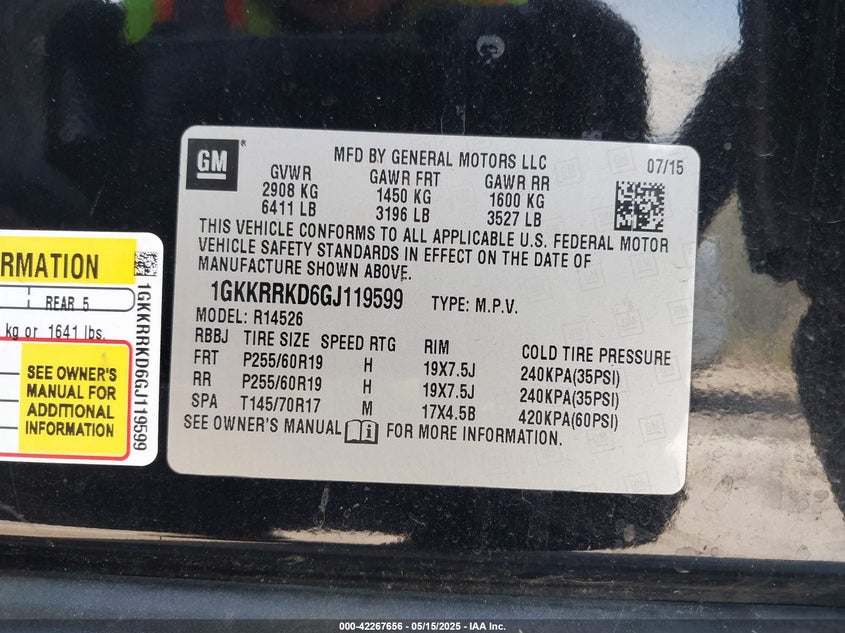 GM
MFD BY GENERAL MOTORS LLC
07/15
GVWR GAWR FRT GAWR RR
2908 KG 1450 KG 1600 KG
6411 LB 3196 LB 3527 LB
THIS VEHICLE CONFORMS TO ALL APPLICABLE U.S. FEDERAL MOTOR
VEHICLE SAFETY STANDARDS IN EFFECT ON THE DATE OF
MANUFACTURE SHOWN ABOVE.
1GKKRRKD6GJ119599 TYPE: M.P.V.
MODEL: R14526
RBBJ TIRE SIZE SPEED RTG RIM COLD TIRE PRESSURE
FRT P255/60R19 H 19X7.5J 240KPA(35PSI)
RR P255/60R19 H 19X7.5J 240KPA(35PSI)
SPA T145/70R17 M 17X4.5B 420KPA(60PSI)
SEE OWNER'S MANUAL i FOR MORE INFORMATION.
RMATION
REAR 5
kg or 1641 lbs.
SEE OWNER'S
MANUAL FOR
ADDITIONAL
INFORMATION
1GKKRRKD6GJ119599
000-42267656 - 05/15/2025 - IAA Inc.